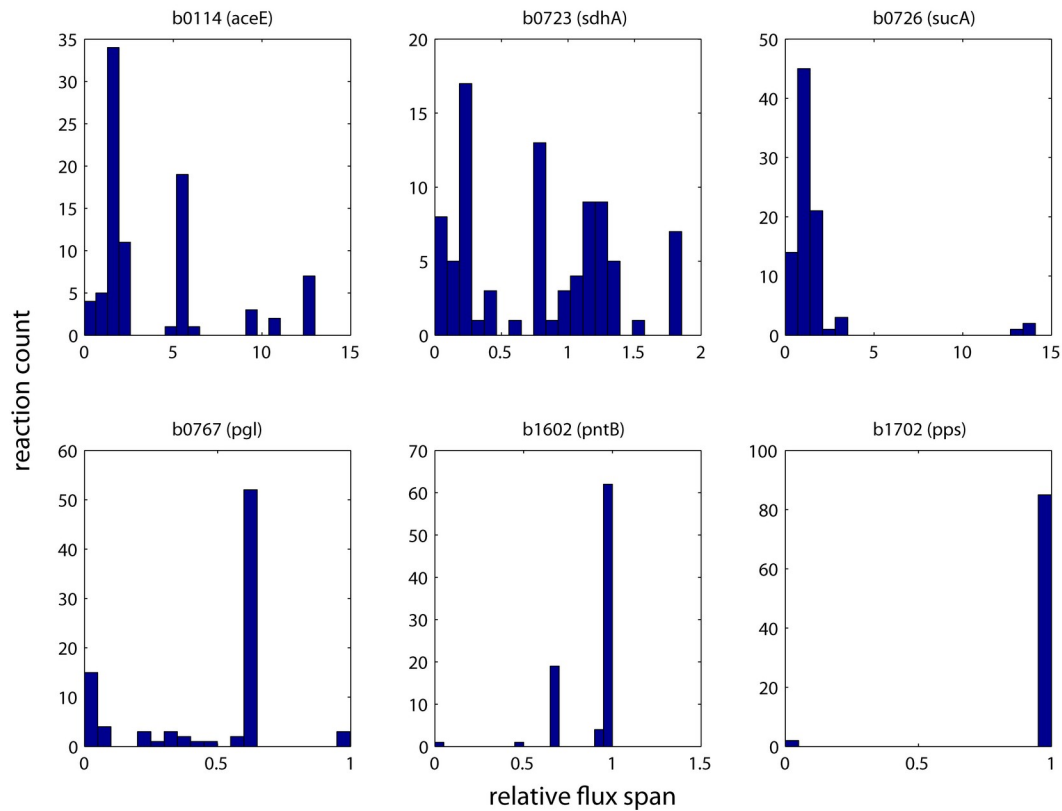 b0114 (aceE)
b0723 (sdhA)
b0726 (sucA)
35
30
25
20
15
10
5
0
0 5 10 15
20
15
10
5
0
0 0.5 1 1.5 2
50
40
30
20
10
0
0 5 10 15
reaction count
b0767 (pgl)
b1602 (pntB)
b1702 (pps)
60
50
40
30
20
10
0
0 0.5 1
70
60
50
40
30
20
10
0
0 0.5 1 1.5
100
80
60
40
20
0
0 0.5 1
relative flux span